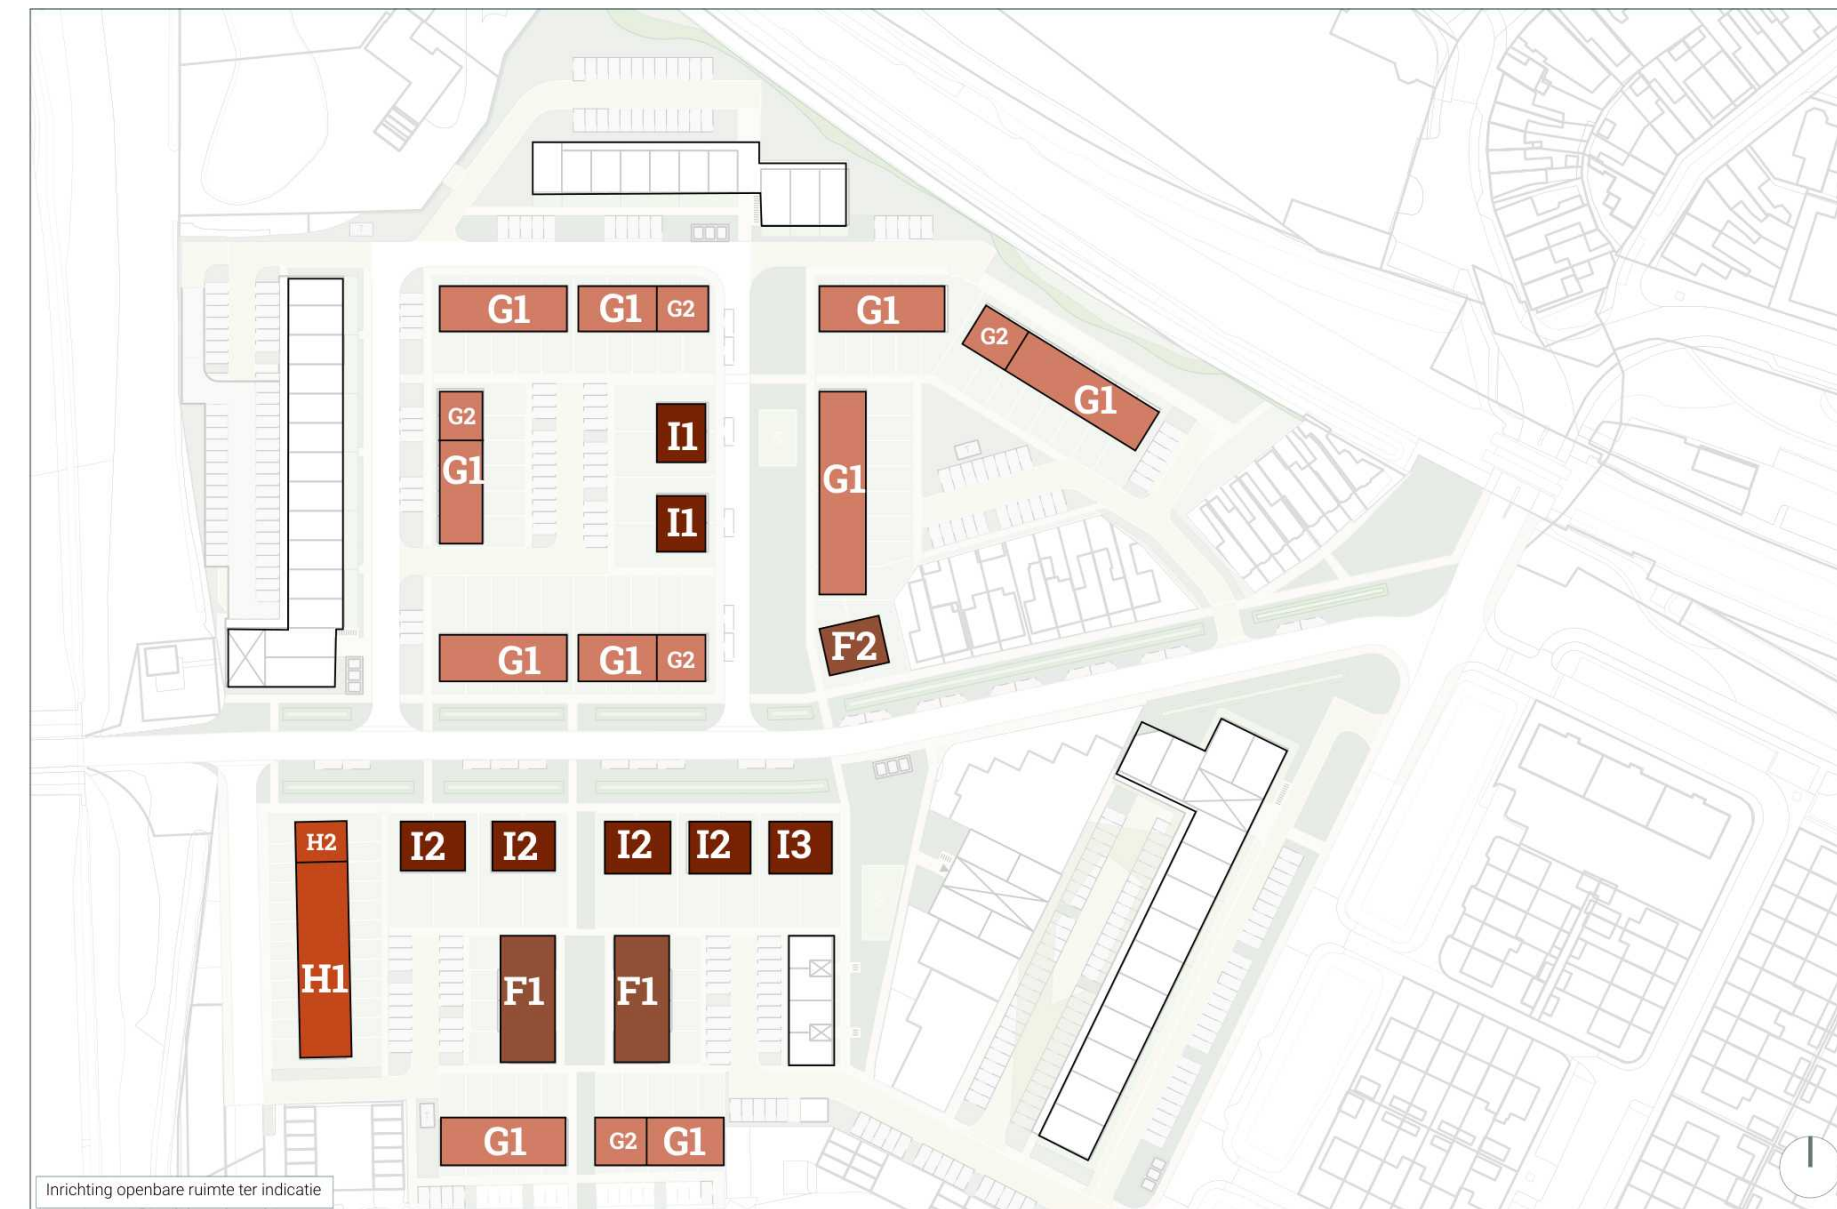 G1
G1 G2
G1
G2
G1
G2
G1
I1
G1
I1
G1
G1 G2
F2
H2
I2
I2
I2
I2
I3
H1
F1
F1
G1
G2 G1
Inrichting openbare ruimte ter indicatie